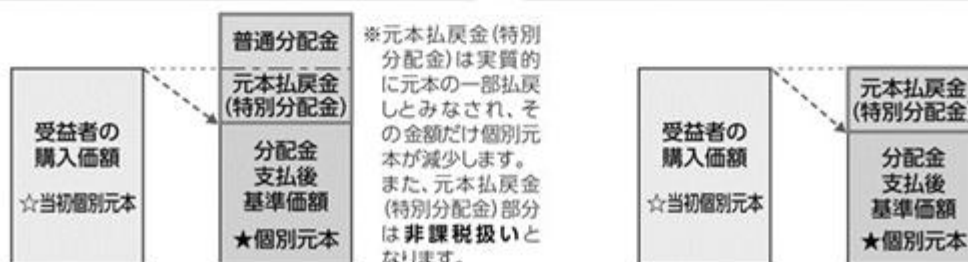 普通分配金
元本払戻金
(特別分配金)
受益者の
購入価額
☆当初個別元本
分配金
支払後
基準価額
★個別元本
※元本払戻金(特別
分配金)は実質的
に元本の一部払戻
しとみなされ、そ
の金額だけ個別元
本が減少します。
また、元本払戻金
(特別分配金)部分
は非課税扱いと
なります。
受益者の
購入価額
☆当初個別元本
元本払戻金
(特別分配金
分配金
支払後
基準価額
★個別元本